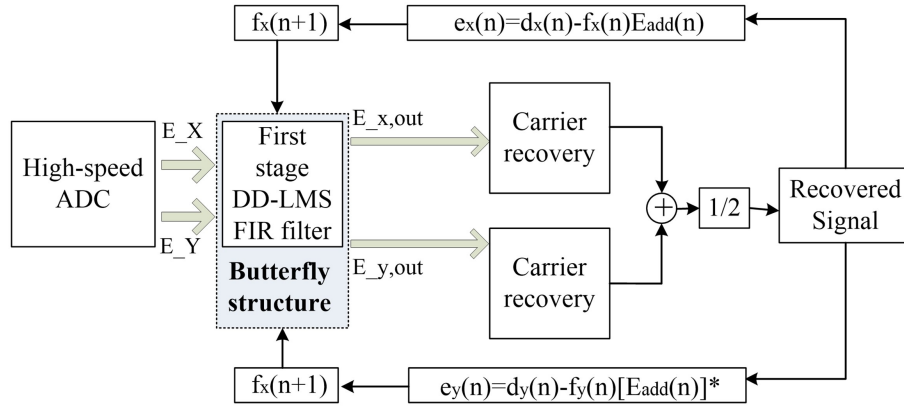 fx(n+1)
ex(n)=dx(n)-fx(n)Eadd(n)
E_X
High-speed
ADC
E_Y
First
stage
DD-LMS
FIR filter
Butterfly
structure
E_x,out
E_y,out
Carrier
recovery
Carrier
recovery
+
1/2
Recovered
Signal
fx(n+1)
ey(n)=dy(n)-fy(n)[Eadd(n)]*